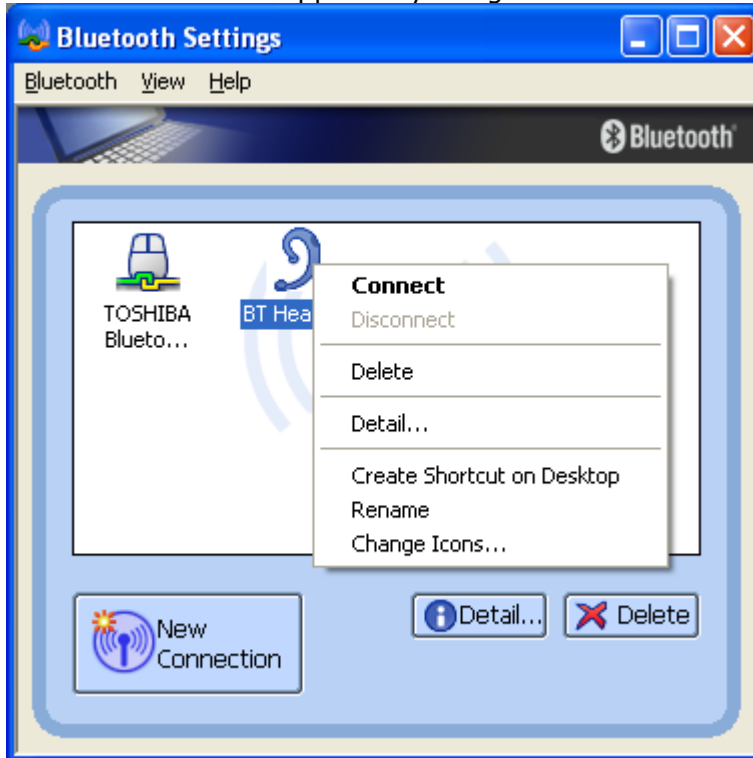 Bluetooth Settings
Bluetooth View Help
Bluetooth
TOSHIBA
Blueto...
BT Hea
Connect
Disconnect
Delete
Detail...
Create Shortcut on Desktop
Rename
Change Icons...
New
Connection
Detail...
Delete